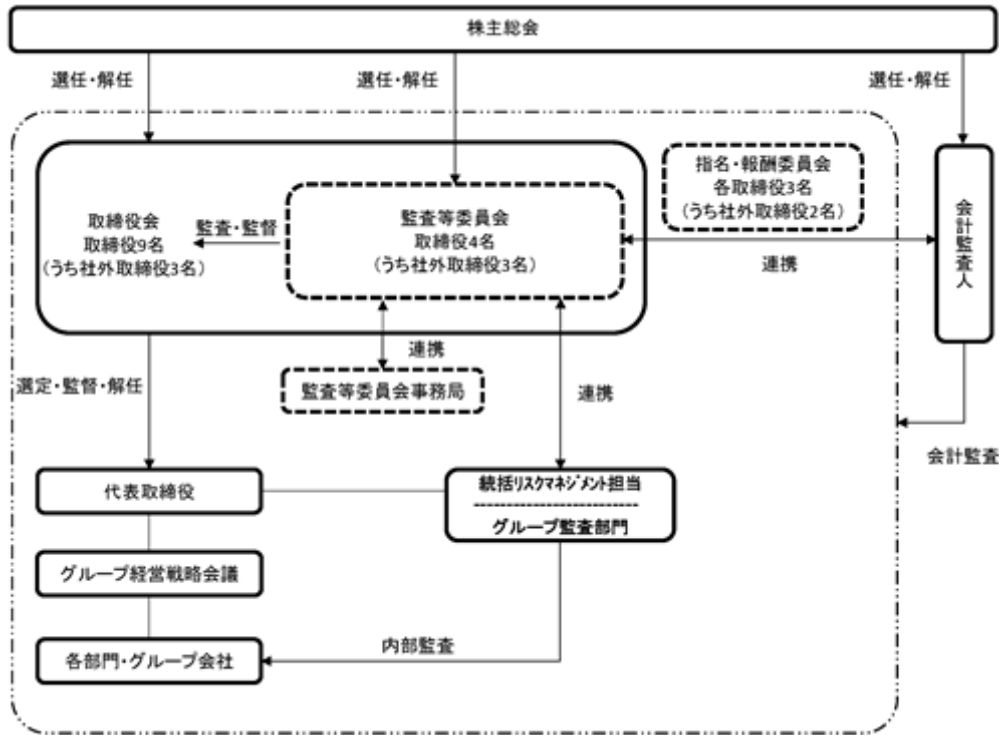 株主総会
選任・解任
選任・解任
選任・解任
指名・報酬委員会
各取締役3名
(うち社外取締役2名)
取締役会
取締役9名
(うち社外取締役3名)
監査・監督
監査等委員会
取締役4名
(うち社外取締役3名)
連携
会計監査人
連携
選定・監督・解任
監査等委員会事務局
連携
会計監査
代表取締役
統括リスクマネジメント担当
グループ監査部門
グループ経営戦略会議
内部監査
各部門・グループ会社